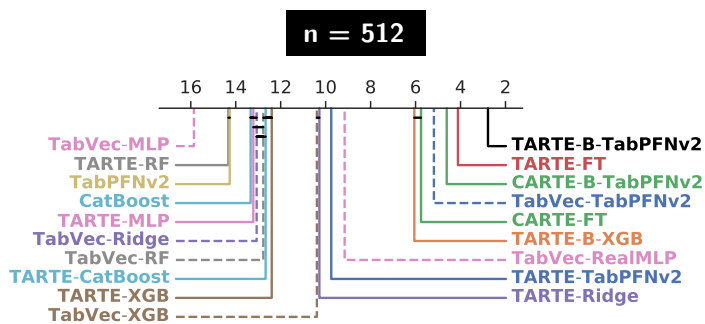 n = 512
16 14 12 10 8 6 4 2
TabVec-MLP
TARTE-RF
TabPFNv2
CatBoost
TARTE-MLP
TabVec-Ridge
TabVec-RF
TARTE-CatBoost
TARTE-XGB
TabVec-XGB
TARTE-B-TabPFNv2
TARTE-FT
CARTE-B-TabPFNv2
TabVec-TabPFNv2
CARTE-FT
TARTE-B-XGB
TabVec-RealMLP
TARTE-TabPFNv2
TARTE-Ridge